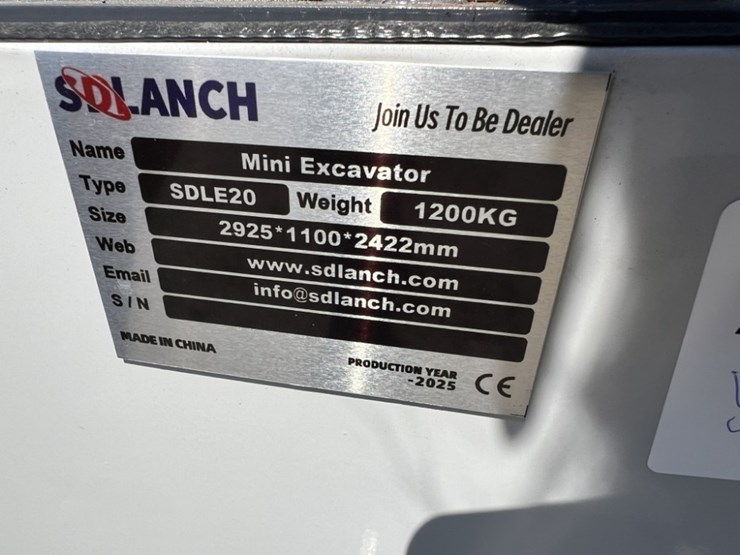 SDLANCH
Join Us To Be Dealer
Name Mini Excavator
Type SDLE20 Weight 1200KG
Size 2925*1100*2422mm
Web www.sdlanch.com
Email info@sdlanch.com
S/N
MADE IN CHINA
PRODUCTION YEAR
-2025 CE